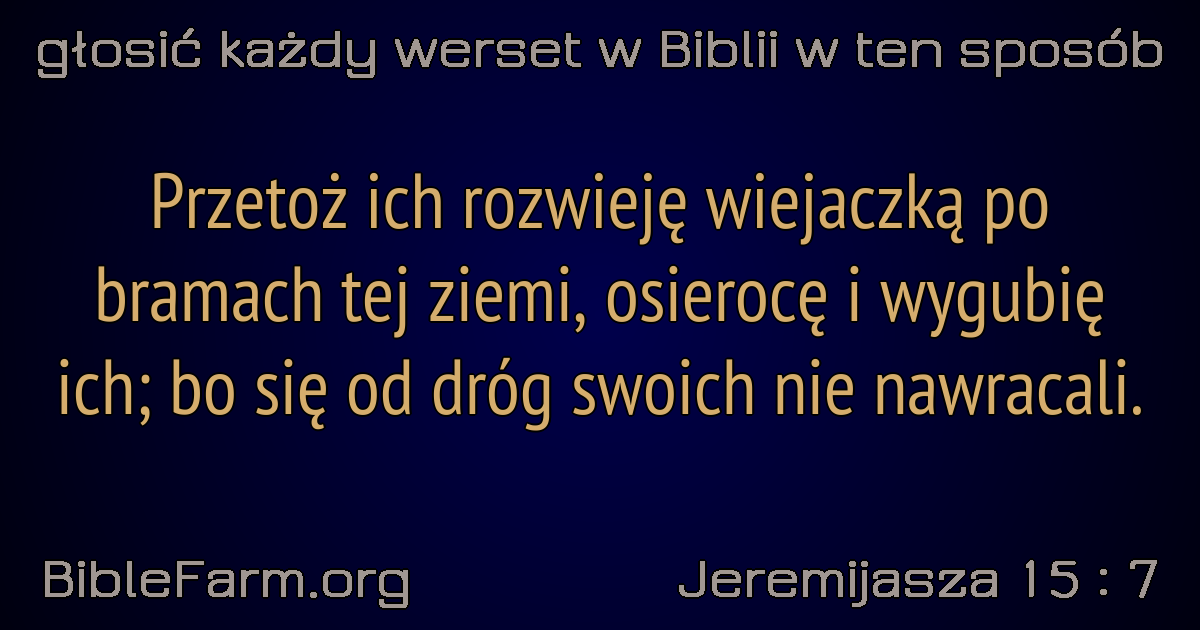 głosić każdy werset w Biblii w ten sposób
Przetoż ich rozwieję wiejaczką po
bramach tej ziemi, osierocę i wygubię
ich; bo się od dróg swoich nie nawracali.
BibleFarm.org
Jeremijasza 15 : 7